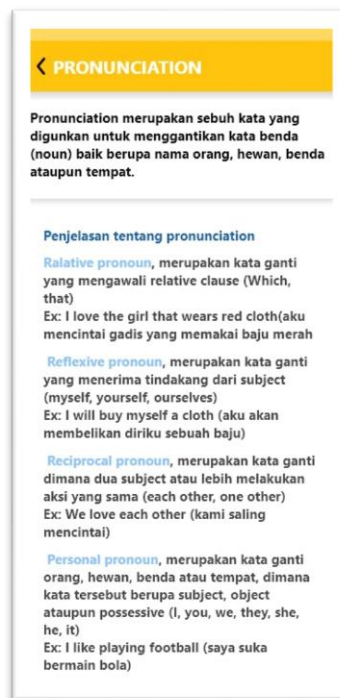 PRONUNCIATION
Pronunciation merupakan sebuh kata yang
digunkan untuk menggantikan kata benda
(noun) baik berupa nama orang, hewan, benda
ataupun tempat.
Penjelasan tentang pronunciation
Ralative pronoun, merupakan kata ganti
yang mengawali relative clause (Which,
that)
Ex: I love the girl that wears red cloth(aku
mencintai gadis yang memakai baju merah
Reflexive pronoun, merupakan kata ganti
yang menerima tindakang dari subject
(myself, yourself, ourselves)
Ex: I will buy myself a cloth (aku akan
membelikan diriku sebuah baju)
Reciprocal pronoun, merupakan kata ganti
dimana dua subject atau lebih melakukan
aksi yang sama (each other, one other)
Ex: We love each other (kami saling
mencintai)
Personal pronoun, merupakan kata ganti
orang, hewan, benda atau tempat, dimana
kata tersebut berupa subject, object
ataupun possessive (I, you, we, they, she,
he, it)
Ex: I like playing football (saya suka
bermain bola)